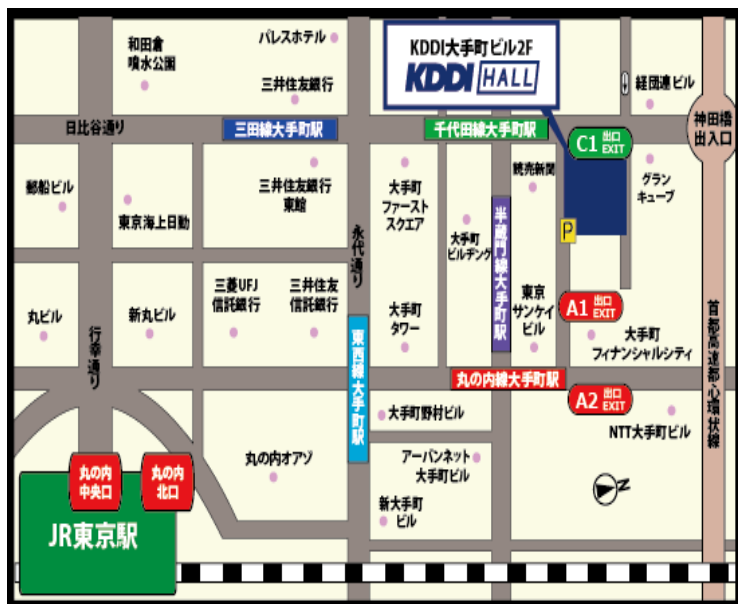 和田倉
噴水公園
パレスホテル
三井住友銀行
KDDI大手町ビル2F
KDDI HALL
経団連ビル
神田橋
出入口
日比谷通り
三田線大手町駅
千代田線大手町駅
C1 出口
EXIT
郵船ビル
東京海上日動
三井住友銀行
東館
大手町
ファースト
スクエア
読売新聞
グラン
キューブ
永代通り
大手町
ビルヂング
半蔵門線大手町駅
P
丸ビル
行幸通り
新丸ビル
三菱UFJ
信託銀行
三井住友
信託銀行
大手町
タワー
東京
サンケイ
ビル
A1 出口
EXIT
大手町
フィナンシャルシティ
首都高速都心環状線
東西線大手町駅
丸の内線大手町駅
A2 出口
EXIT
大手町野村ビル
NTT大手町ビル
丸の内オアゾ
アーバンネット
大手町ビル
新大手町
ビル
N
丸の内
中央口
丸の内
北口
JR東京駅